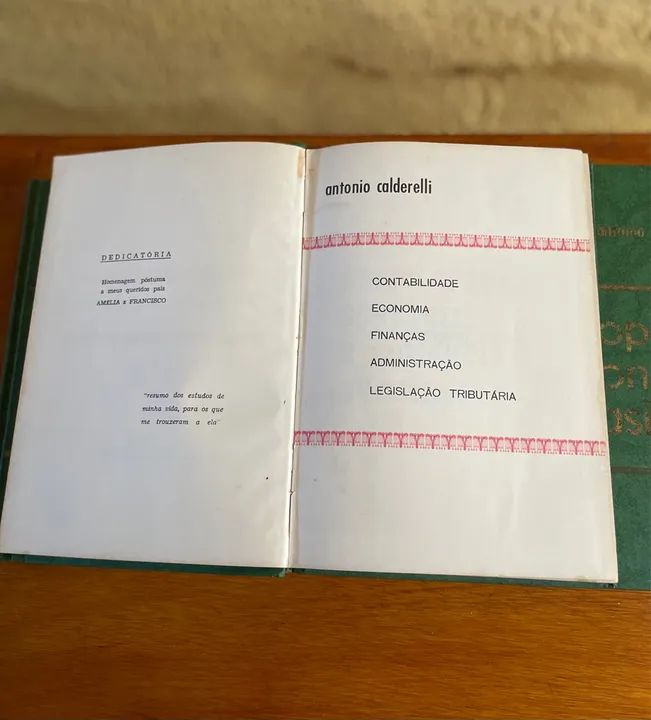 DEDICATÓRIA
Homenagem póstuma
a meus queridos pais
AMELIA E FRANCISCO
"resumo dos estudos de
minha vida, para os que
me trouxeram a ela"
antonio calderelli
CONTABILIDADE
ECONOMIA
FINANÇAS
ADMINISTRAÇÃO
LEGISLAÇÃO TRIBUTÁRIA